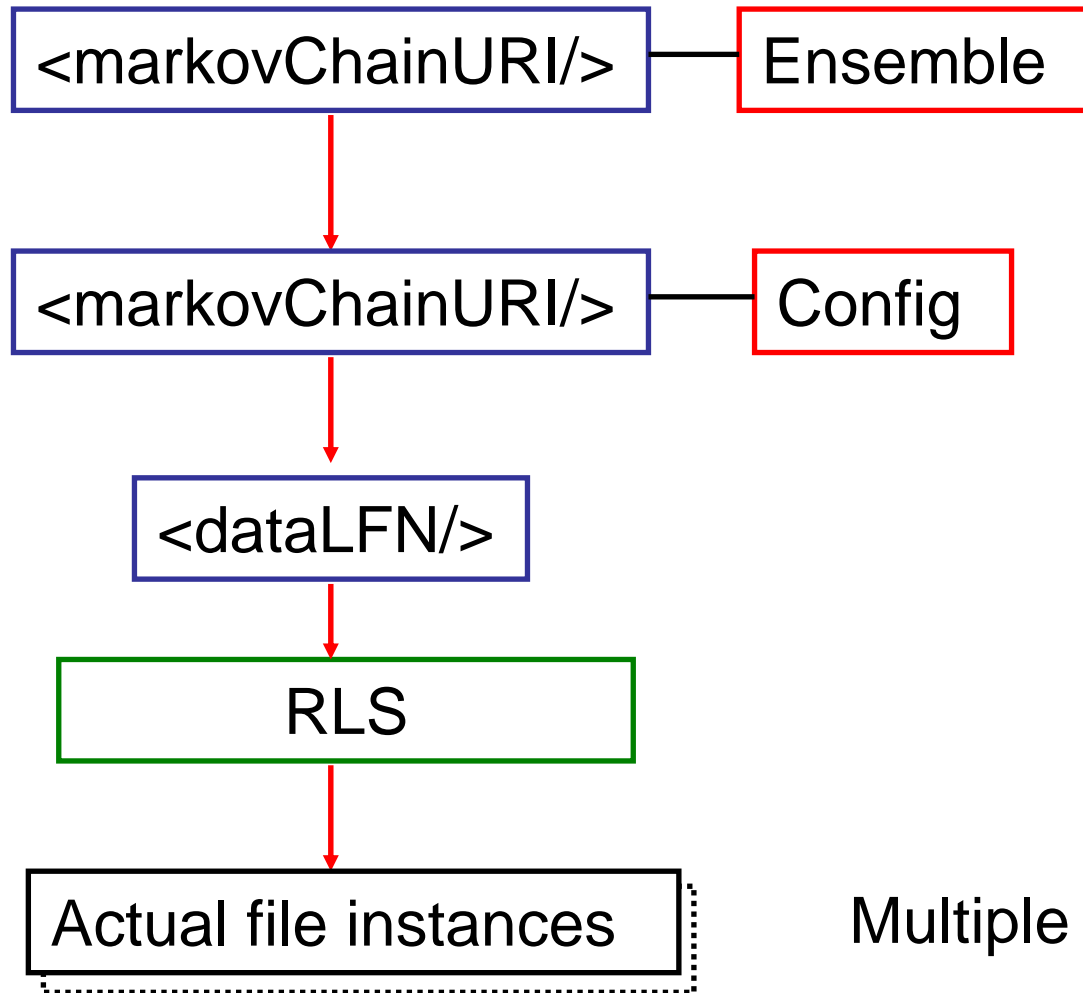 <markovChainURI/>
Ensemble
<markovChainURI/>
Config
<dataLFN/>
RLS
Actual file instances
Multiple